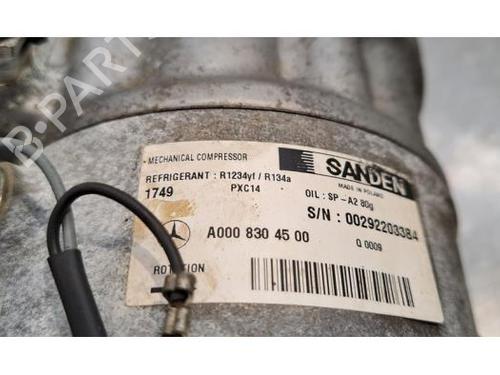 B-PARTS
MECHANICAL COMPRESSOR
SANDEN
MADE IN POLAND
REFRIGERANT : R1234yf / R134a
1749 PXC14
OIL : SP-A2 80g
S/N : 00292203384
A000 830 45 00
Q 0009
ROTATION